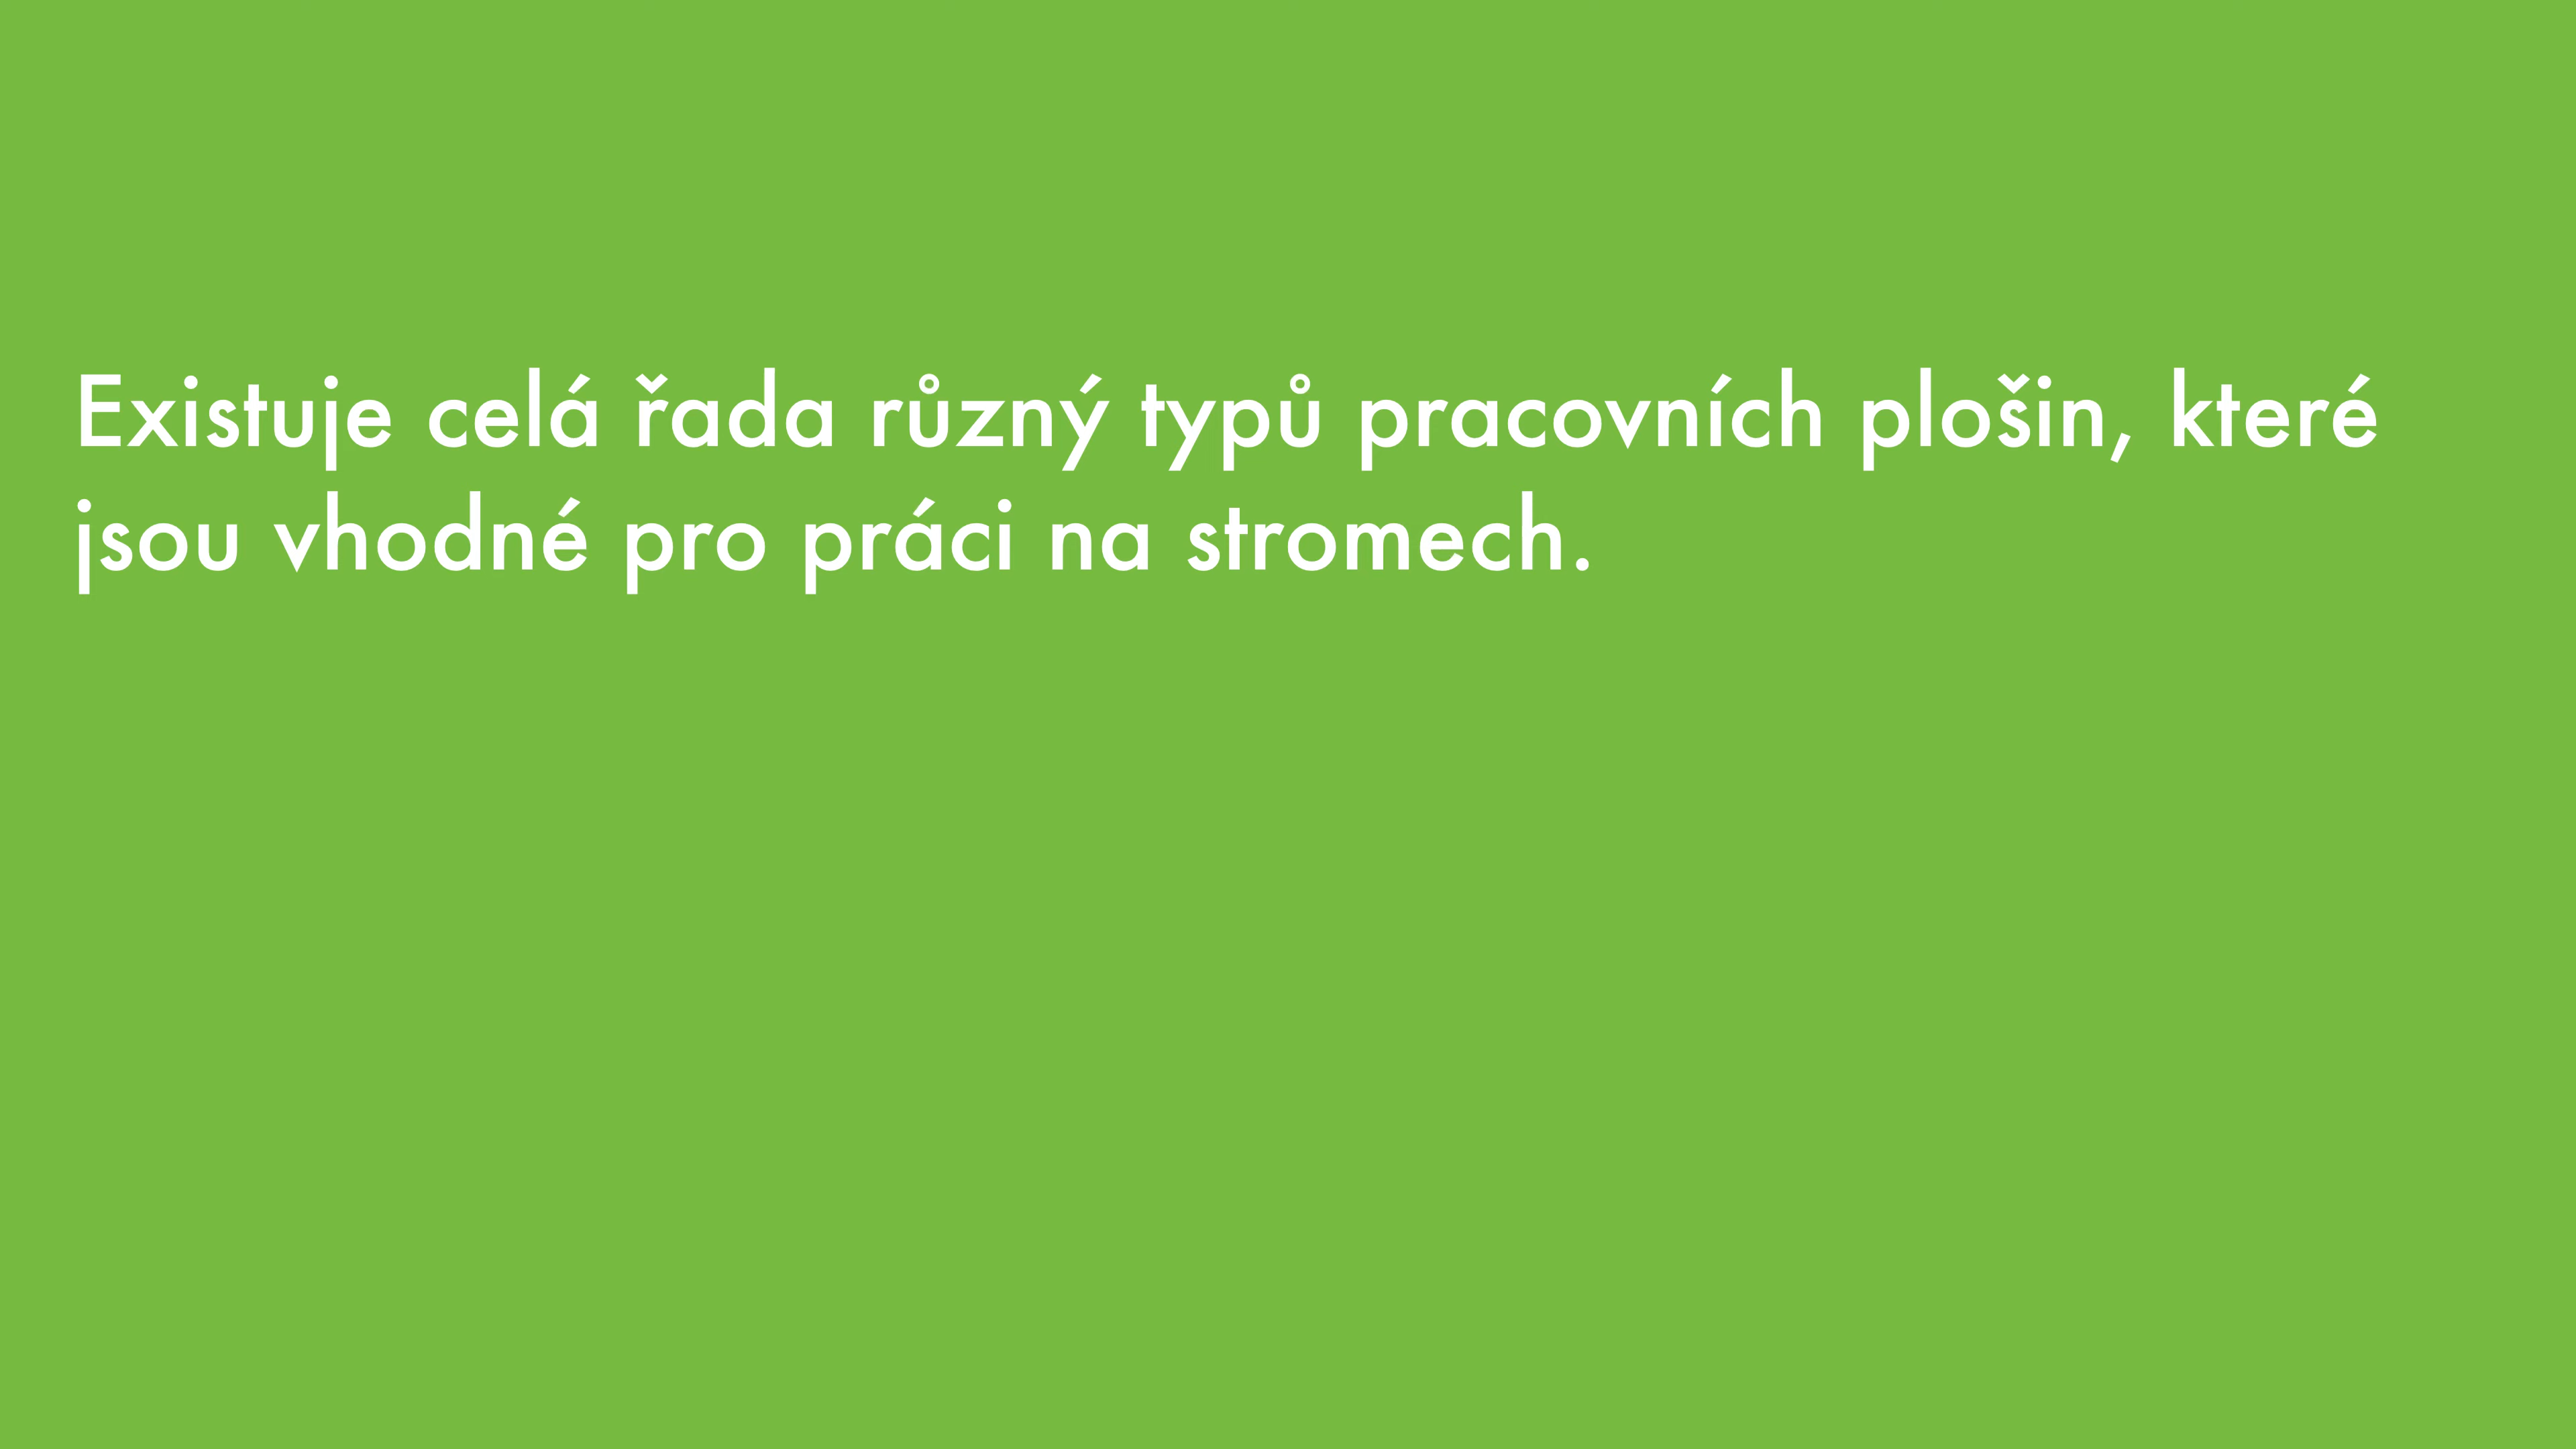 Existuje celá řada různý typů pracovních plošin, které
jsou vhodné pro práci na stromech.